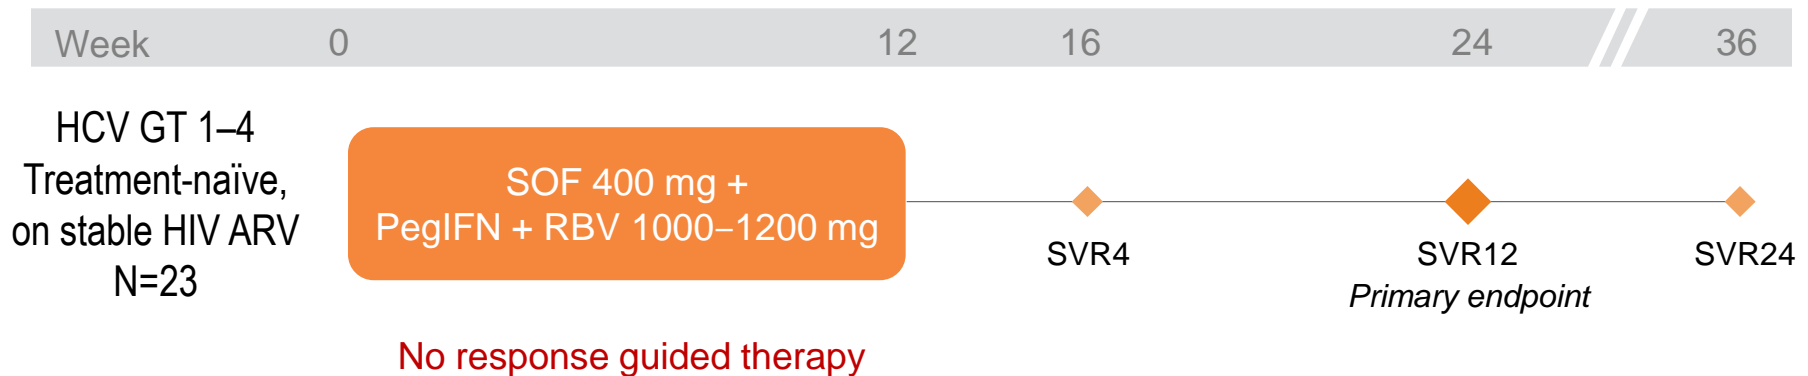 Week 0 12 16 24 36
HCV GT 1–4
Treatment-naïve,
on stable HIV ARV
N=23
SOF 400 mg +
PegIFN + RBV 1000–1200 mg
SVR4
SVR12
Primary endpoint
SVR24
No response guided therapy